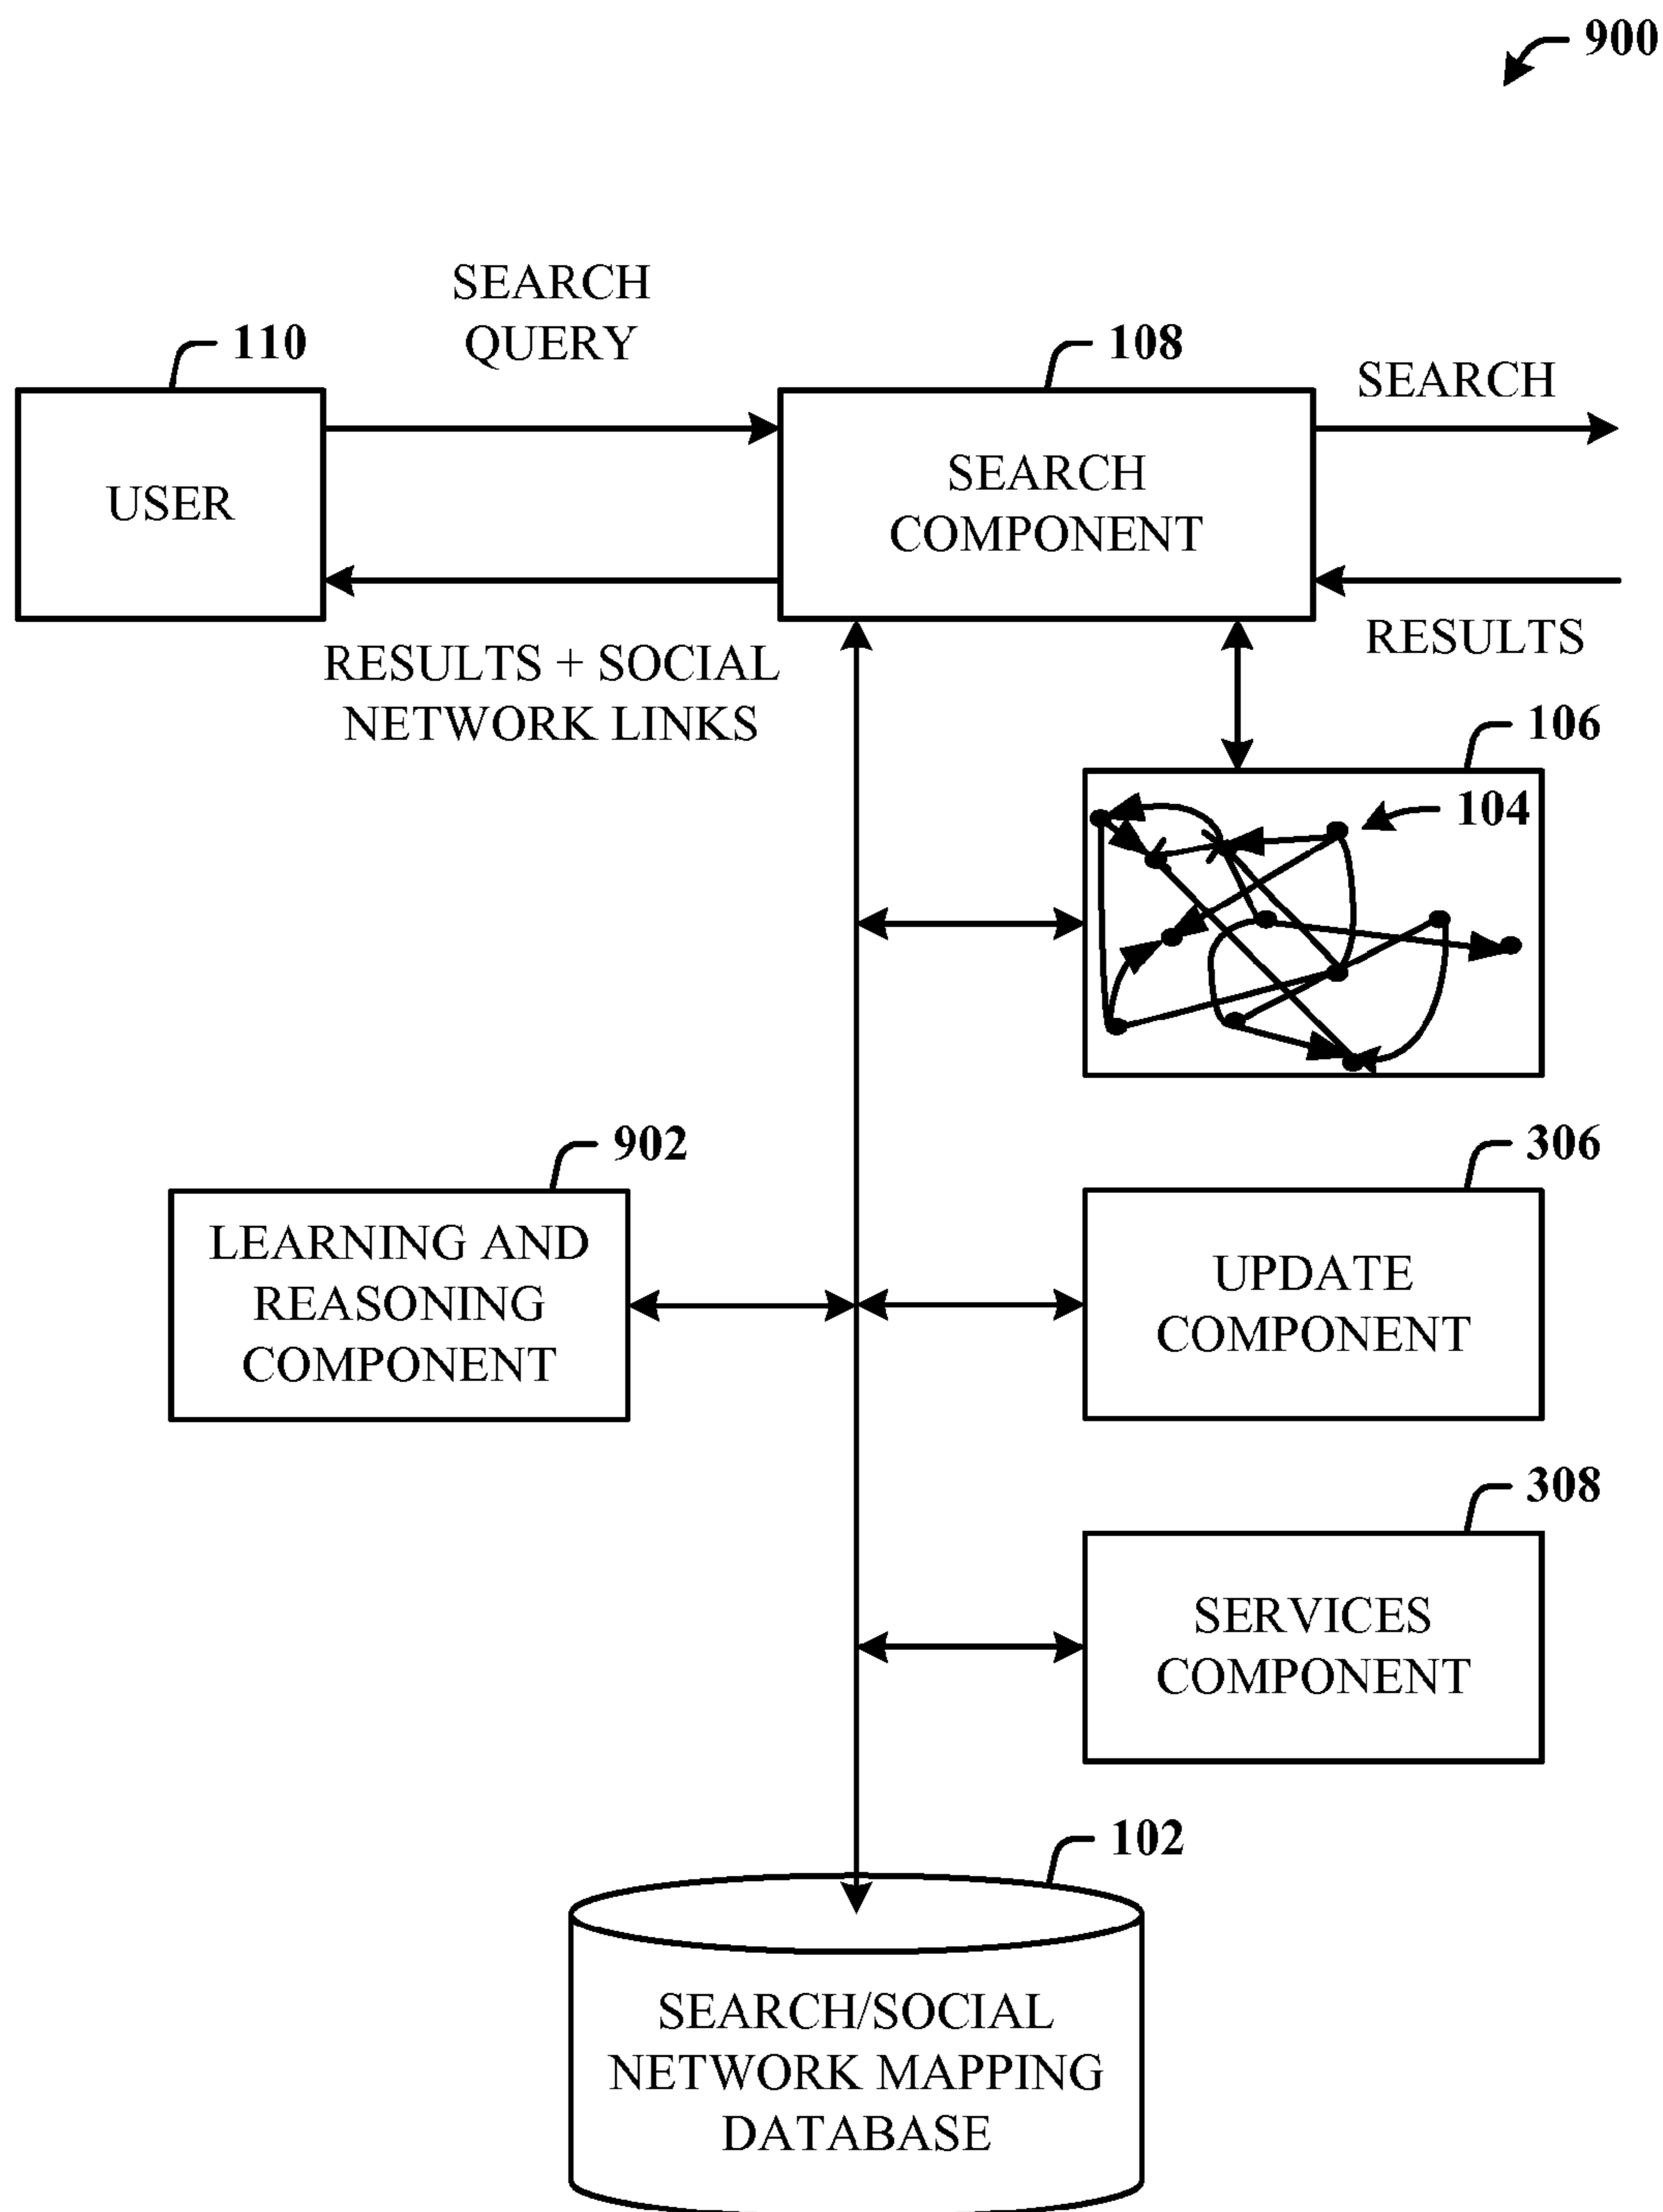 900
SEARCH
QUERY
110
108
SEARCH
USER
SEARCH
COMPONENT
RESULTS + SOCIAL
NETWORK LINKS
RESULTS
106
104
902
306
LEARNING AND
REASONING
COMPONENT
UPDATE
COMPONENT
308
SERVICES
COMPONENT
102
SEARCH/SOCIAL
NETWORK MAPPING
DATABASE